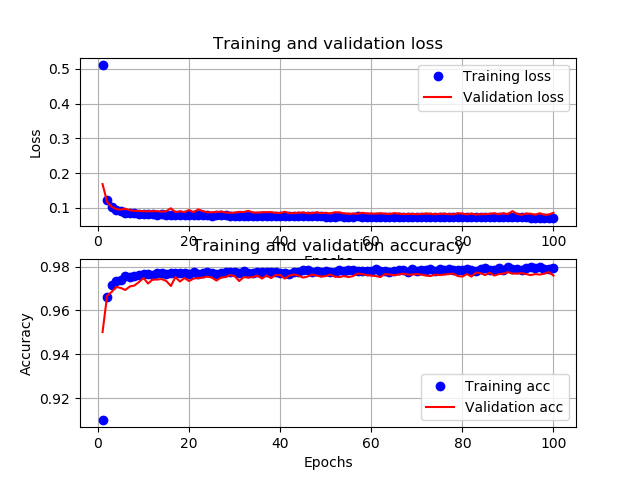 Training and validation loss
0.5
0.4
0.3
0.2
0.1
Loss
Training loss
Validation loss
0 20 40 60 80 100
Epochs
Training and validation accuracy
0.98
0.96
0.94
0.92
Accuracy
Training acc
Validation acc
0 20 40 60 80 100
Epochs